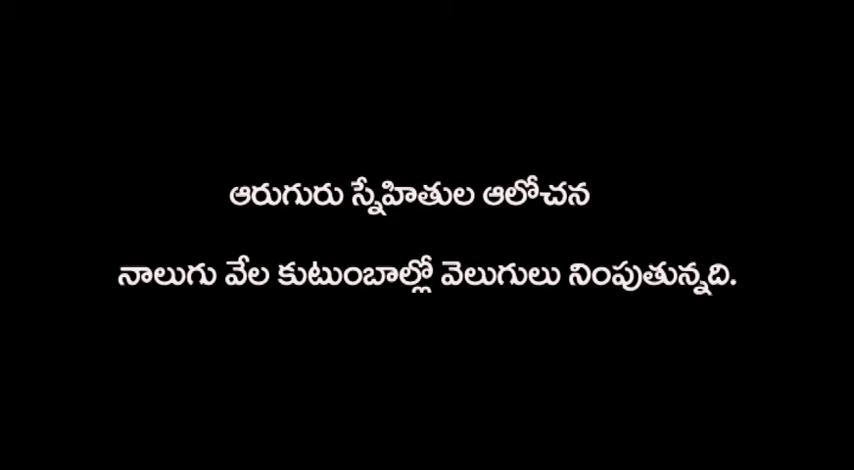 ఆరుగురు స్నేహితుల ఆలోచన
నాలుగు వేల కుటుంబాల్లో వెలుగులు నింపుతున్నది.